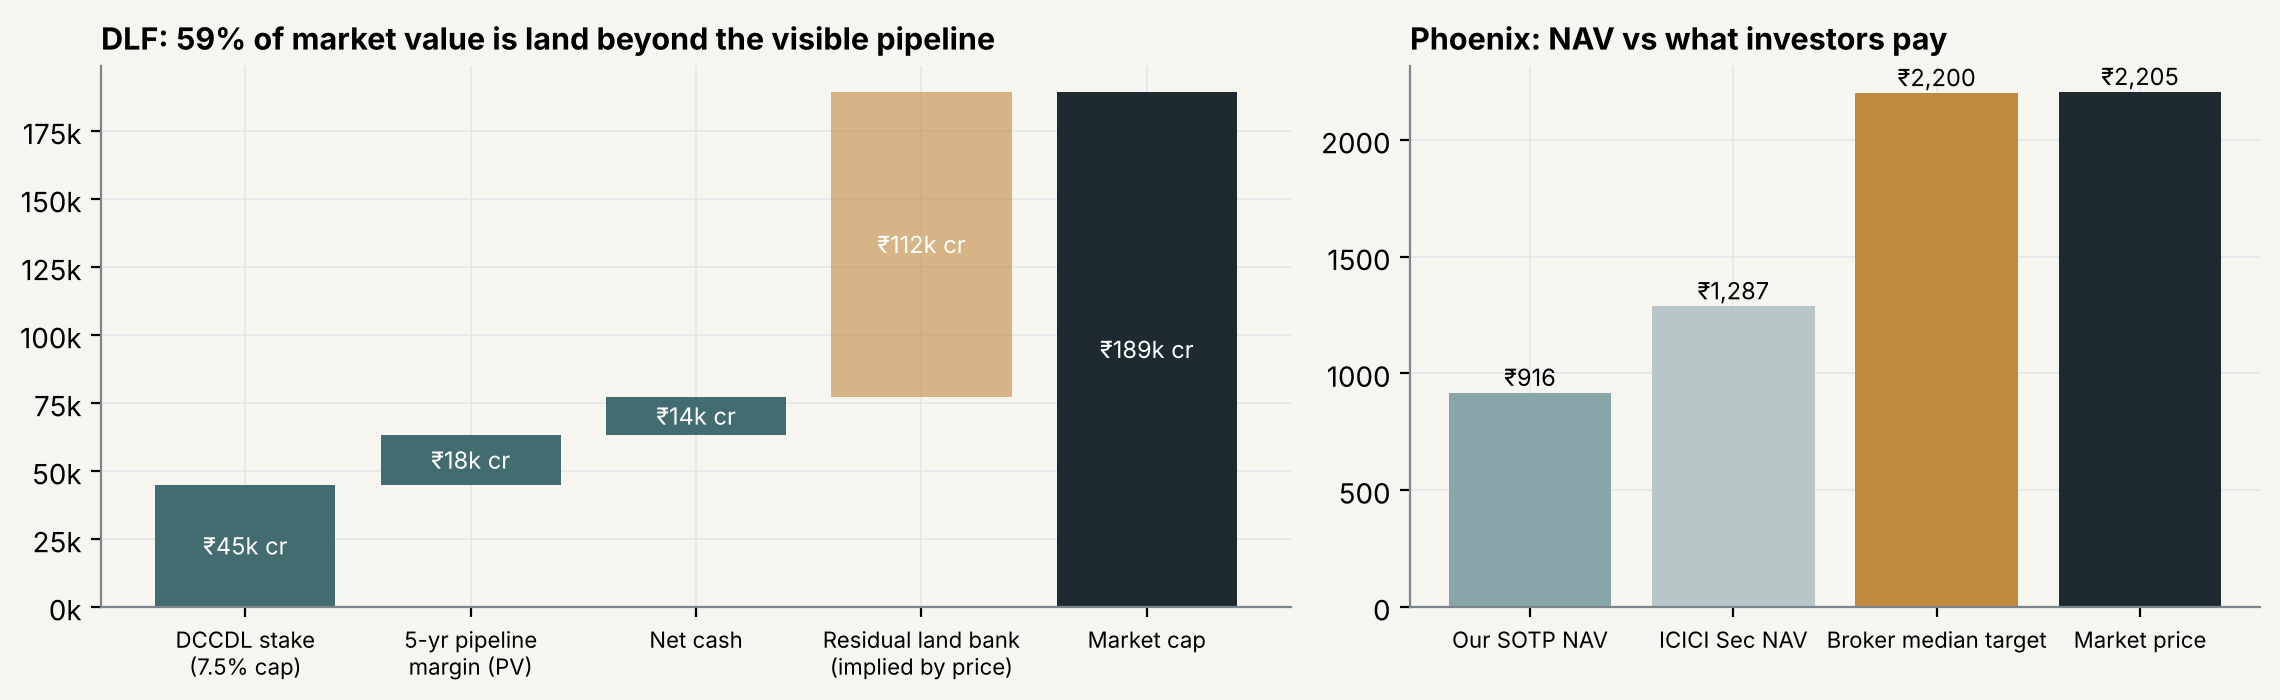 DLF: 59% of market value is land beyond the visible pipeline
175k
150k
125k
100k
75k
50k
25k
0k
₹45k cr
₹18k cr
₹14k cr
₹112k cr
₹189k cr
DCCDL stake
(7.5% cap)
5-yr pipeline
margin (PV)
Net cash
Residual land bank
(implied by price)
Market cap
Phoenix: NAV vs what investors pay
2000
1500
1000
500
0
₹916
₹1,287
₹2,200
₹2,205
Our SOTP NAV
ICICI Sec NAV
Broker median target
Market price